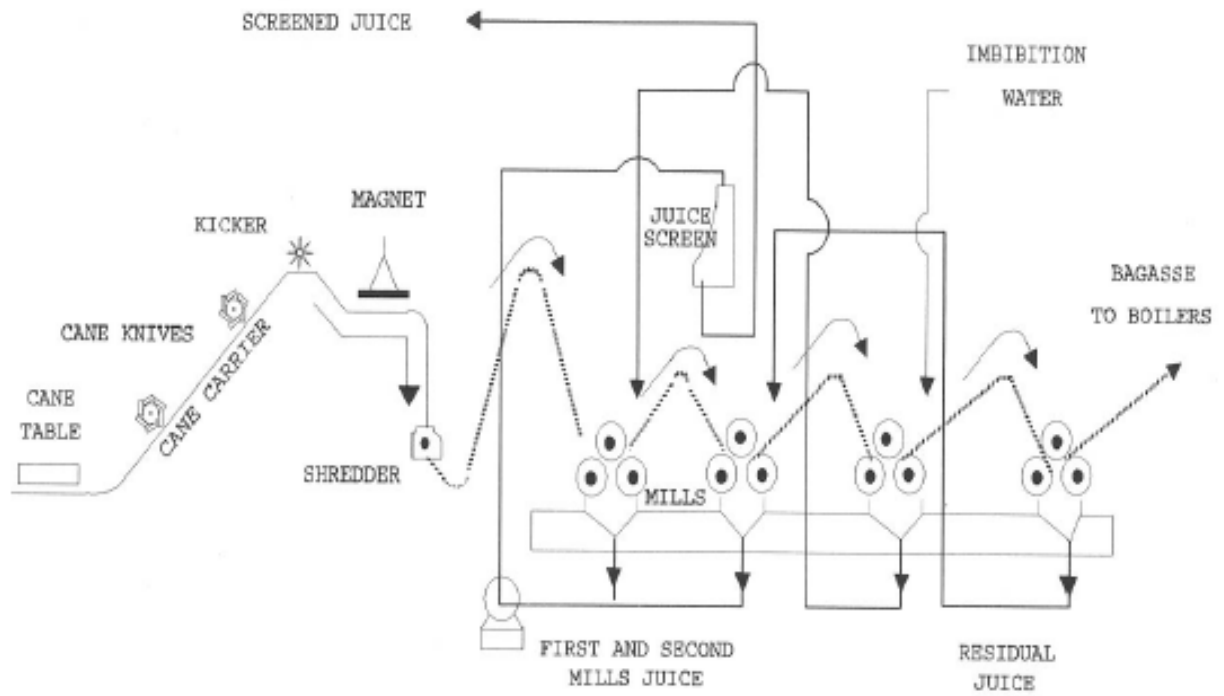 SCREENED JUICE
IMBIBITION
WATER
MAGNET
KICKER
JUICE
SCREEN
BAGASSE
TO BOILERS
CANE KNIVES
CANE CARRIER
CANE
TABLE
SHREDDER
MILLS
FIRST AND SECOND
MILLS JUICE
RESIDUAL
JUICE